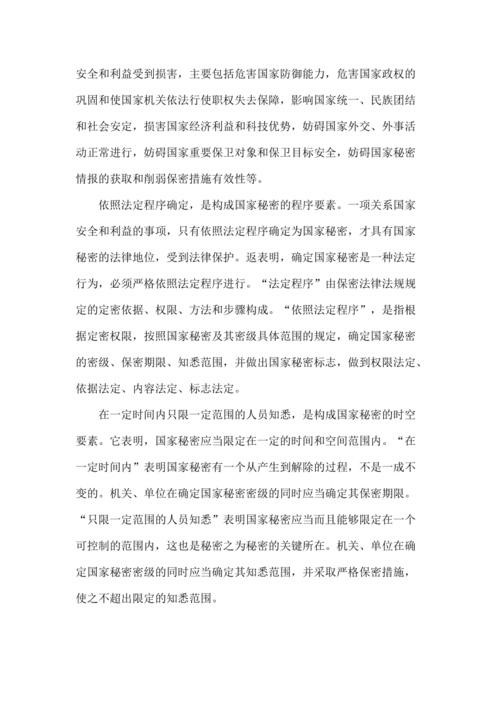 安全和利益受到损害，主要包括危害国家防御能力，危害国家政权的
巩固和使国家机关依法行使职权失去保障，影响国家统一、民族团结
和社会安定，损害国家经济利益和科技优势，妨碍国家外交、外事活
动正常进行，妨碍国家重要保卫对象和保卫目标安全，妨碍国家秘密
情报的获取和削弱保密措施有效性等。
依照法定程序确定，是构成国家秘密的程序要素。一项关系国家
安全和利益的事项，只有依照法定程序确定为国家秘密，才具有国家
秘密的法律地位，受到法律保护。返表明，确定国家秘密是一种法定
行为，必须严格依照法定程序进行。“法定程序”由保密法律法规规
定的定密依据、权限、方法和步骤构成。“依照法定程序”，是指根
据定密权限，按照国家秘密及其密级具体范围的规定，确定国家秘密
的密级、保密期限、知悉范围，并做出国家秘密标志，做到权限法定、
依据法定、内容法定、标志法定。
在一定时间内只限一定范围的人员知悉，是构成国家秘密的时空
要素。它表明，国家秘密应当限定在一定的时间和空间范围内。“在
一定时间内”表明国家秘密有一个从产生到解除的过程，不是一成不
变的。机关、单位在确定国家秘密密级的同时应当确定其保密期限。
“只限一定范围的人员知悉”表明国家秘密应当而且能够限定在一个
可控制的范围内，这也是秘密之为秘密的关键所在。机关、单位在确
定国家秘密密级的同时应当确定其知悉范围，并采取严格保密措施，
使之不超出限定的知悉范围。